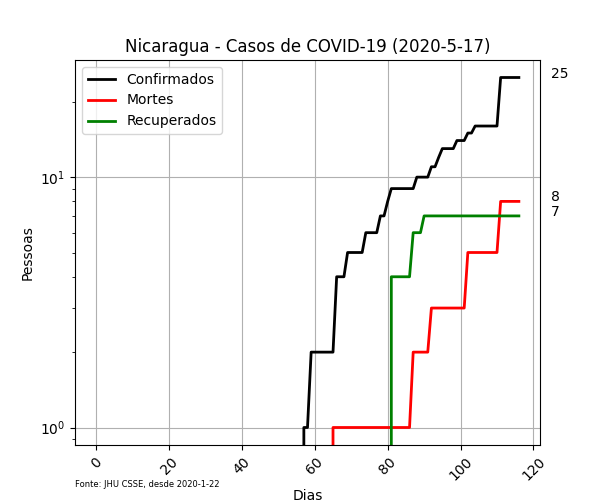 Nicaragua - Casos de COVID-19 (2020-5-17)
Confirmados
Mortes
Recuperados
25
8
7
10¹
10⁰
Pessoas
0 20 40 60 80 100 120
Fonte: JHU CSSE, desde 2020-1-22
Dias